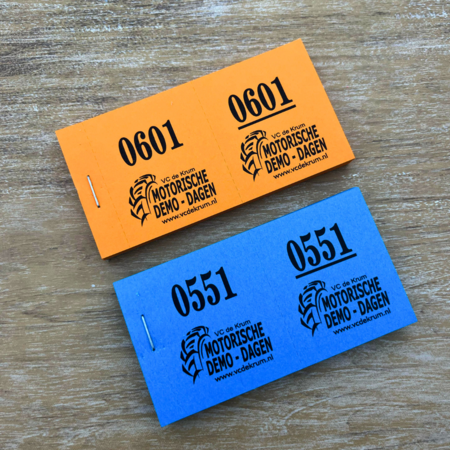 0601
VC de Krum
MOTORISCHE
DEMO - DAGEN
www.vcdekrum.nl
0601
VC de Krum
MOTORISCHE
DEMO - DAGEN
www.vcdekrum.nl
0551
VC de Krum
MOTORISCHE
DEMO - DAGEN
www.vcdekrum.nl
0551
VC de Krum
MOTORISCHE
DEMO - DAGEN
www.vcdekrum.nl